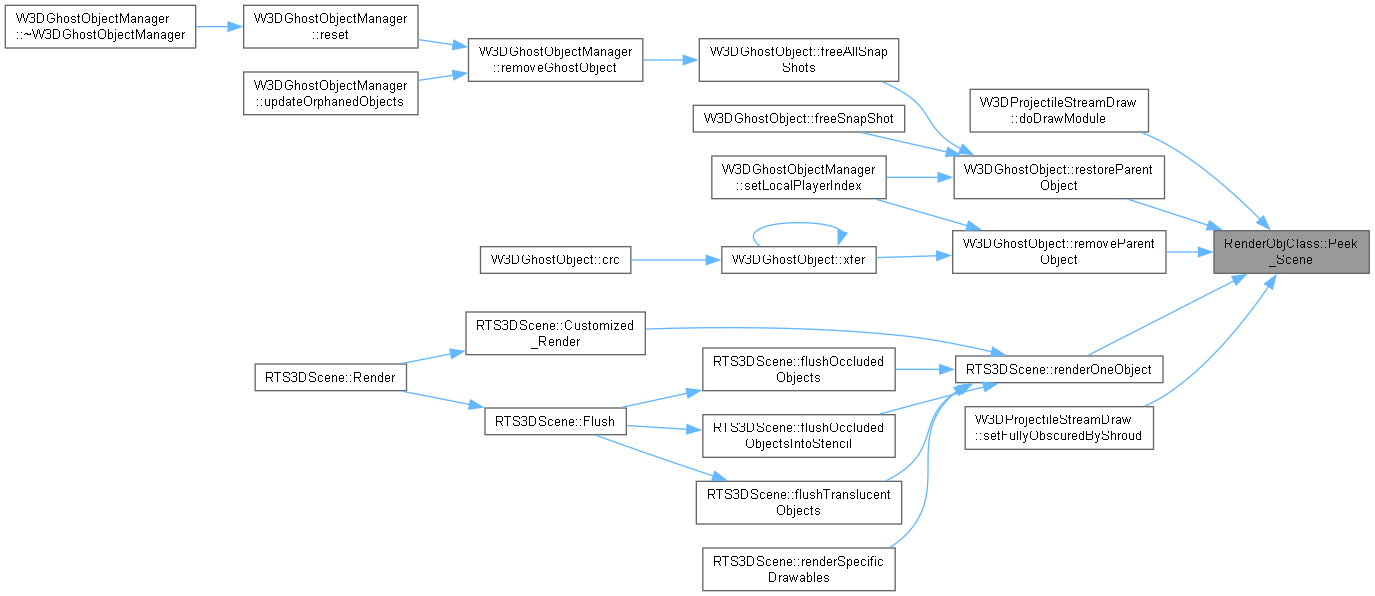 W3DGhostObjectManager
::~W3DGhostObjectManager
W3DGhostObjectManager
::reset
W3DGhostObjectManager
::updateOrphanedObjects
W3DGhostObjectManager
::removeGhostObject
W3DGhostObject::freeAllSnap
Shots
W3DGhostObject::freeSnapShot
W3DProjectileStreamDraw
::doDrawModule
W3DGhostObjectManager
::setLocalPlayerIndex
W3DGhostObject::restoreParent
Object
W3DGhostObject::removeParent
Object
RenderObjClass::Peek
_Scene
W3DGhostObject::crc
W3DGhostObject::xfer
RTS3DScene::Customized
_Render
RTS3DScene::Render
RTS3DScene::flushOccluded
Objects
RTS3DScene::renderOneObject
RTS3DScene::Flush
RTS3DScene::flushOccluded
ObjectsIntoStencil
W3DProjectileStreamDraw
::setFullyObscuredByShroud
RTS3DScene::flushTranslucent
Objects
RTS3DScene::renderSpecific
Drawables